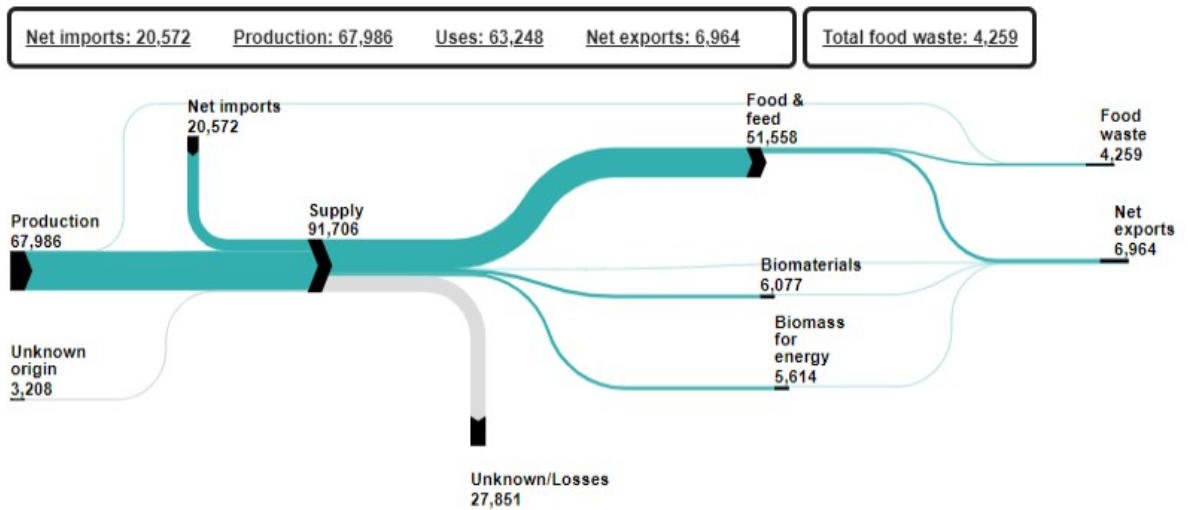 Net imports: 20,572 Production: 67,986 Uses: 63,248 Net exports: 6,964 Total food waste: 4,259
Net imports
20,572
Food &
feed
51,558
Food
waste
4,259
Production
67,986
Supply
91,706
Net
exports
6,964
Biomaterials
6,077
Biomass
for
energy
5,614
Unknown
origin
3,208
Unknown/Losses
27,851